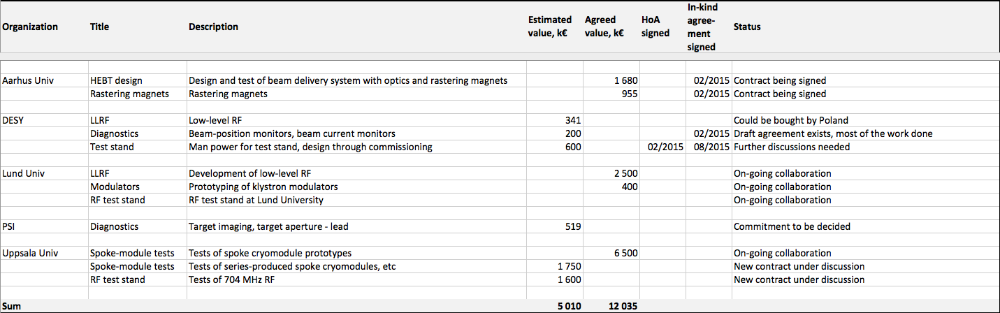 Organization Title Description Estimated value, k€ Agreed value, k€ HoA signed In-kind agree-ment signed Status
Aarhus Univ HEBT design Design and test of beam delivery system with optics and rastering magnets 1 680 02/2015 Contract being signed
Rastering magnets Rastering magnets 955 02/2015 Contract being signed
DESY LLRF Low-level RF 341 Could be bought by Poland
Diagnostics Beam-position monitors, beam current monitors 200 02/2015 Draft agreement exists, most of the work done
Test stand Man power for test stand, design through commissioning 600 02/2015 08/2015 Further discussions needed
Lund Univ LLRF Development of low-level RF 2 500 On-going collaboration
Modulators Prototyping of klystron modulators 400 On-going collaboration
RF test stand RF test stand at Lund University On-going collaboration
PSI Diagnostics Target imaging, target aperture - lead 519 Commitment to be decided
Uppsala Univ Spoke-module tests Tests of spoke cryomodule prototypes 6 500 On-going collaboration
Spoke-module tests Tests of series-produced spoke cryomodules, etc 1 750 New contract under discussion
RF test stand Tests of 704 MHz RF 1 600 New contract under discussion
Sum 5 010 12 035